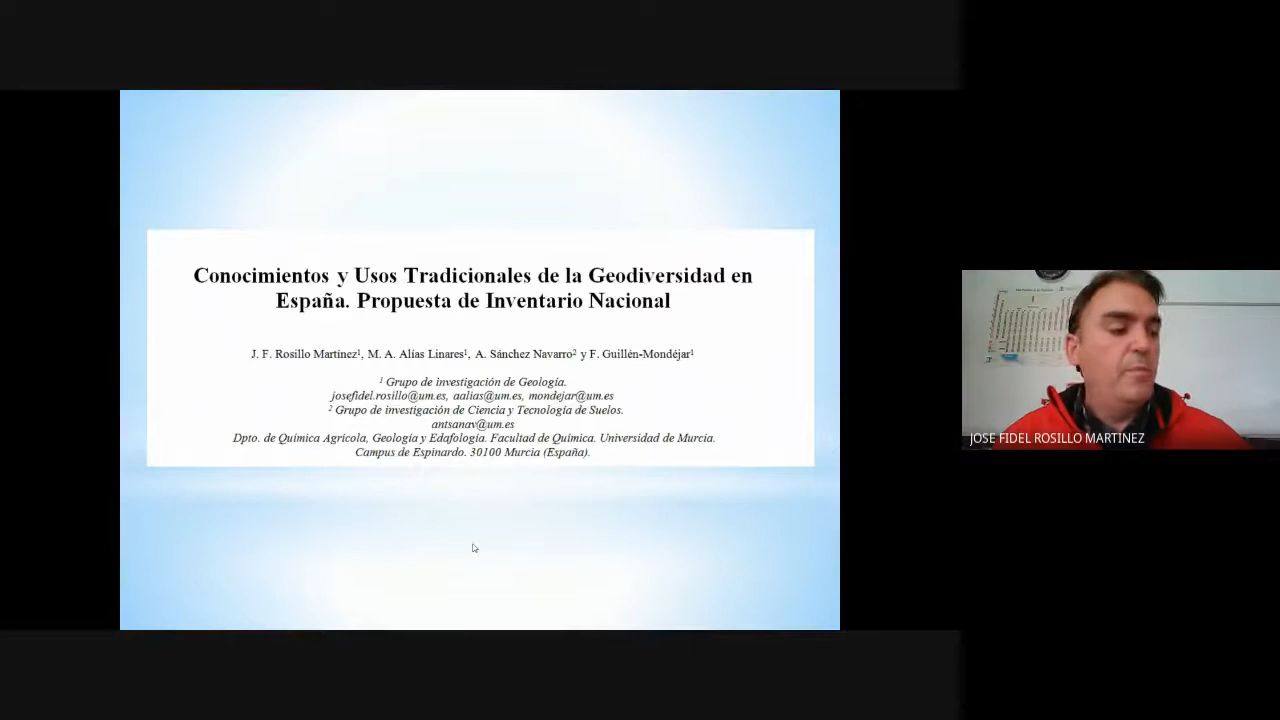 Conocimientos y Usos Tradicionales de la Geodiversidad en
España. Propuesta de Inventario Nacional
J. F. Rosillo Martínez¹, M. A. Alías Linares¹, A. Sánchez Navarro² y F. Guillén-Mondéjar¹
¹ Grupo de investigación de Geología.
josefidel.rosillo@um.es, aalias@um.es, mondejar@um.es
² Grupo de investigación de Ciencia y Tecnología de Suelos.
antsanav@um.es
Dpto. de Química Agrícola, Geología y Edafología. Facultad de Química. Universidad de Murcia.
Campus de Espinardo. 30100 Murcia (España).
JOSE FIDEL ROSILLO MARTINEZ